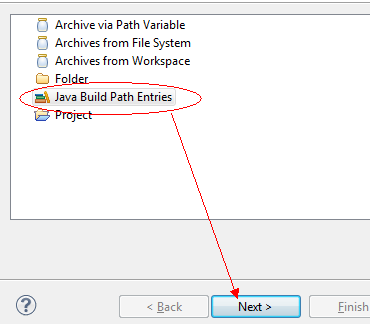 Archive via Path Variable
Archives from File System
Archives from Workspace
Folder
Java Build Path Entries
Project
?
< Back
Next >
Finish